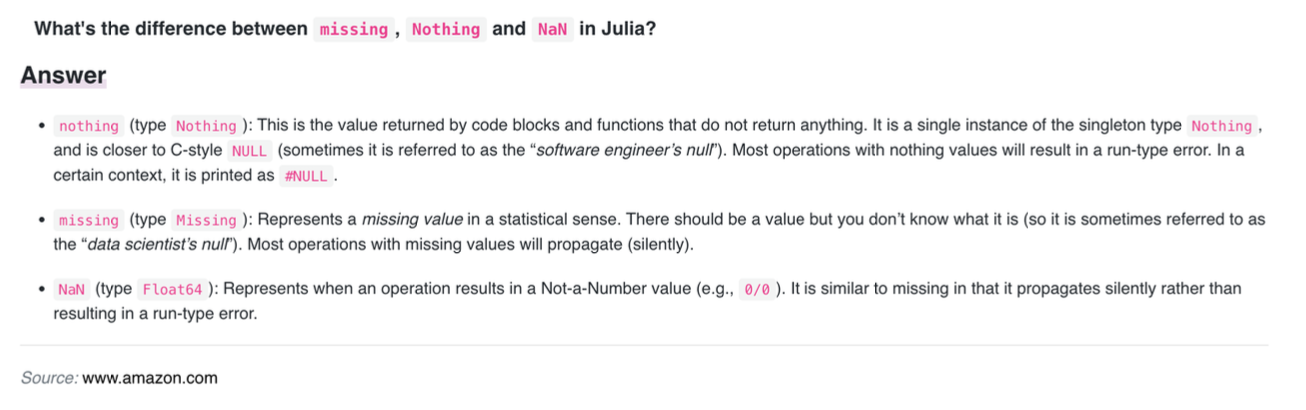 What's the difference between missing , Nothing and NaN in Julia?
Answer
• nothing (type Nothing ): This is the value returned by code blocks and functions that do not return anything. It is a single instance of the singleton type Nothing ,
and is closer to C-style NULL (sometimes it is referred to as the “software engineer’s null”). Most operations with nothing values will result in a run-type error. In a
certain context, it is printed as #NULL .
• missing (type Missing ): Represents a missing value in a statistical sense. There should be a value but you don’t know what it is (so it is sometimes referred to as
the “data scientist’s null”). Most operations with missing values will propagate (silently).
• NaN (type Float64 ): Represents when an operation results in a Not-a-Number value (e.g., 0/0 ). It is similar to missing in that it propagates silently rather than
resulting in a run-type error.
Source: www.amazon.com